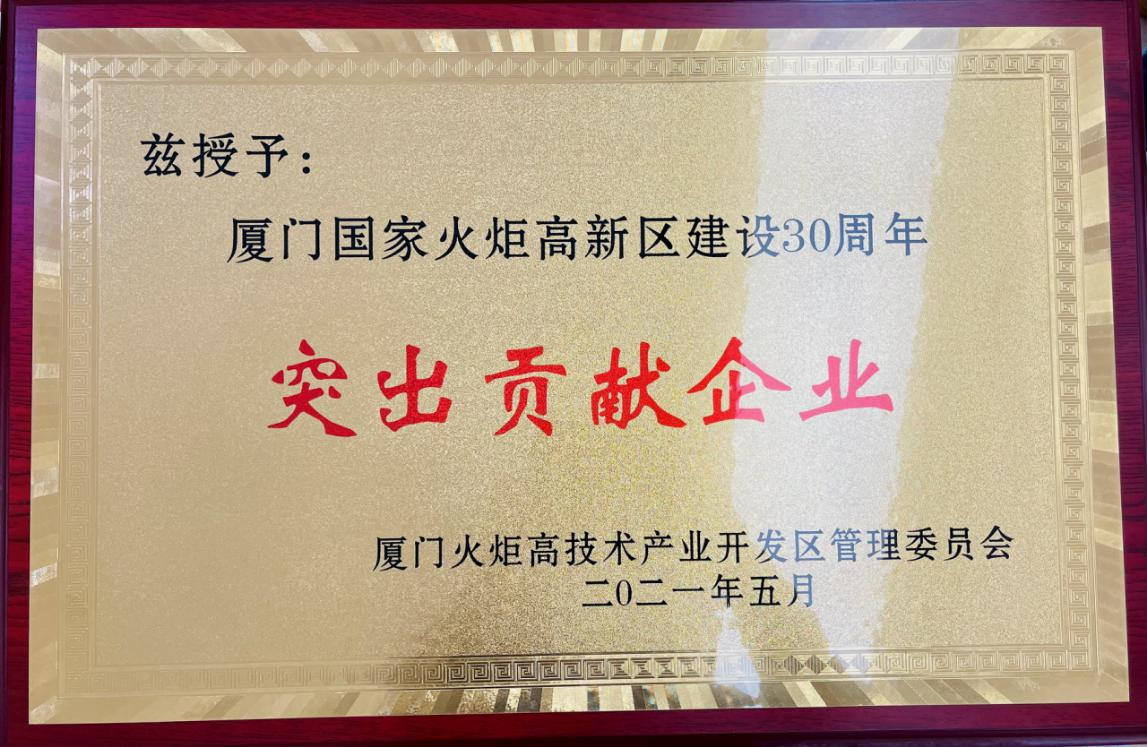 兹授予：
厦门国家火炬高新区建设30周年
突出贡献企业
厦门火炬高技术产业开发区管理委员会
二0二一年五月